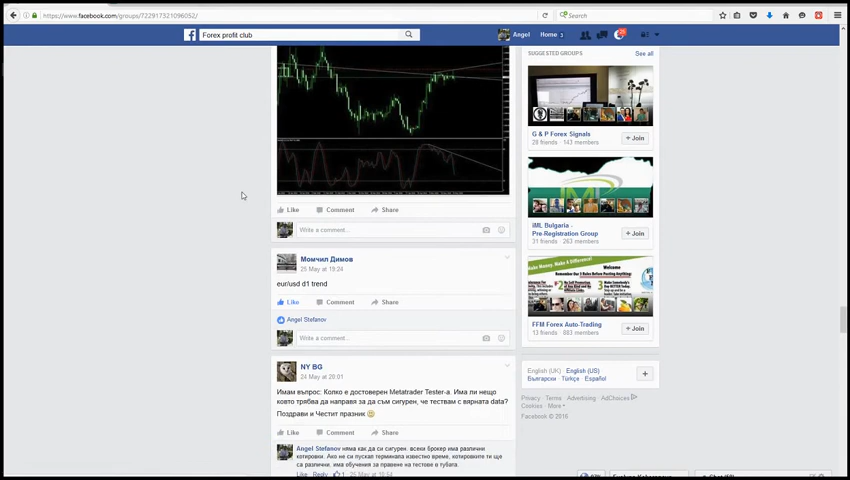 https://www.facebook.com/groups/722917321096052/
Search
Forex profit club
Angel
Home 3
SUGGESTED GROUPS
See all
G & P Forex Signals
28 friends · 143 members
Join
iML Bulgaria -
Pre-Registration Group
31 friends · 263 members
Join
FFM Forex Auto-Trading
13 friends · 883 members
Join
Like Comment Share
Write a comment...
Момчил Димов
25 May at 19:24
eur/usd d1 trend
Like Comment Share
Angel Stefanov
Write a comment...
NY BG
24 May at 20:01
Имам въпрос: Колко е достоверен Metatrader Tester-a. Има ли нещо
което трябва да направя за да съм сигурен, че тествам с вярната data?
Поздрави и Честит празник
Like Comment Share
Angel Stefanov няма как да си сигурен. всеки брокер има различни
котировки. Ако не си пускал терминала известно време, котировките ти ще
са различни. има обучения за правене на тестове в тубата.
Like · Reply · 1 · 25 May at 10:54
English (UK) · English (US) ·
Български · Türkçe · Español
Privacy · Terms · Advertising · AdChoices
Cookies · More
Facebook © 2016